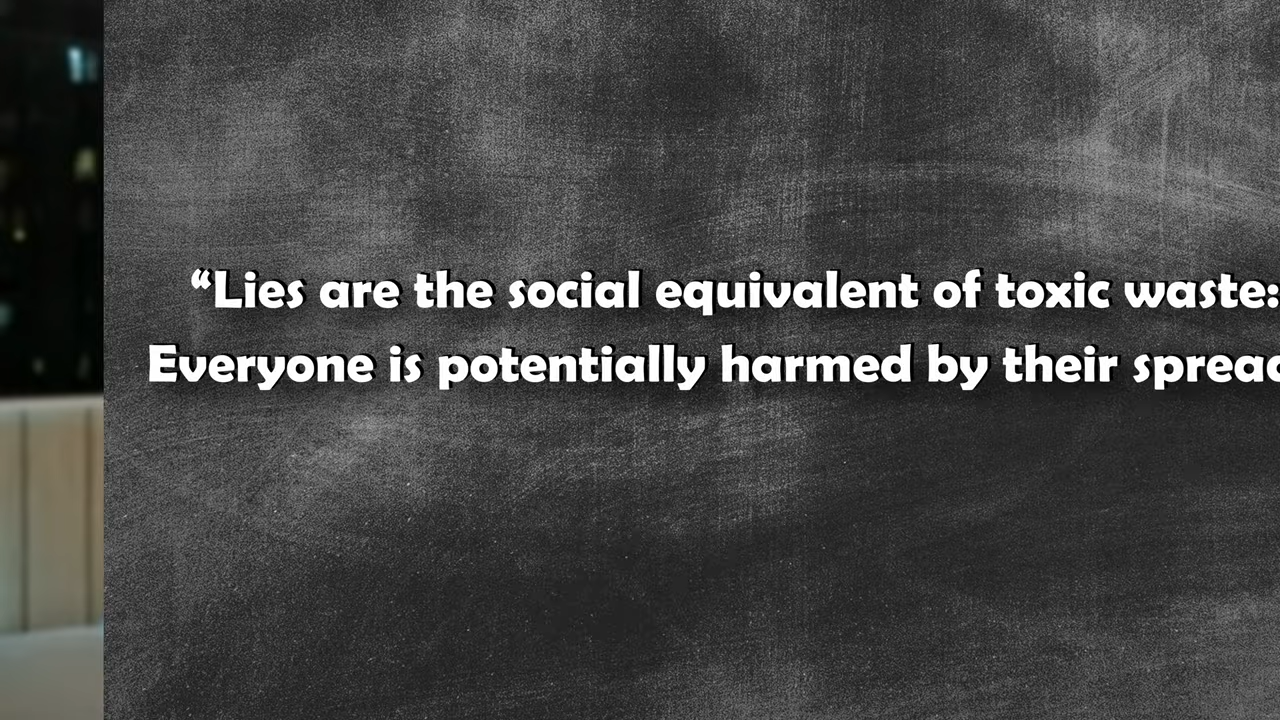 “Lies are the social equivalent of toxic waste:
Everyone is potentially harmed by their